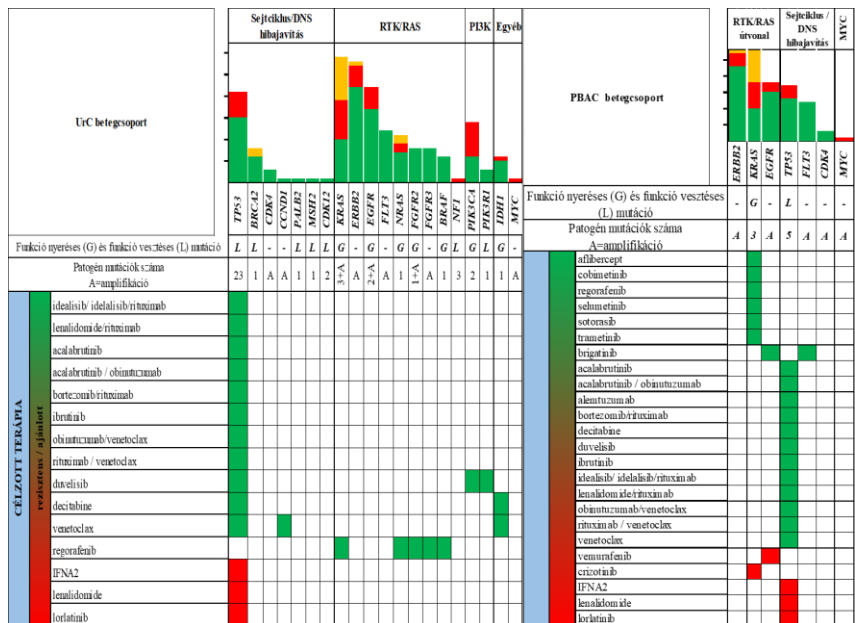 UrC betegcsoport
Sejtciklus/DNS hibajavítás
RTK/RAS
PI3K
Egyéb
TP53
BRCA2
CDK4
CCND1
PALB2
MSH2
CDK12
KRAS
ERBB2
EGFR
FLT3
NRAS
FGFR2
FGFR3
BRAF
NF1
PIK3CA
PIK3R1
IDH1
MYC
Funkció nyeréses (G) és funkció vesztéses (L) mutáció
L L - - L L L G - G - G G G G L G L G -
Patogén mutációk száma
A=amplifikáció
23 1 A A 1 1 2 3+A A 2+A A 1 1+A A 1 3 2 1 1 A
CÉLZOTT TERÁPIA
rezisztens / ajánlott
idealisib/ idelalisib/rituximab
lenalidomide/rituximab
acalabrutinib
acalabrutinib / obinutuzumab
bortezomib/rituximab
ibrutinib
obinutuzumab/venetoclax
rituximab / venetoclax
duvelisib
decitabine
venetoclax
regorafenib
IFNA2
lenalidomide
lorlatinib
PBAC betegcsoport
RTK/RAS útvonal
Sejtciklus / DNS hibajavítás
MYC
ERBB2
KRAS
EGFR
TP53
FLT3
CDK4
MYC
Funkció nyeréses (G) és funkció vesztéses
(L) mutáció
- G - L - - -
Patogén mutációk száma
A=amplifikáció
A 3 A 5 A A A
aflibercept
cobimetinib
regorafenib
selumetinib
sotorasib
trametinib
brigatinib
acalabrutinib
acalabrutinib / obinutuzumab
alemtuzumab
bortezomib/rituximab
decitabine
duvelisib
ibrutinib
idealisib/ idelalisib/rituximab
lenalidomide/rituximab
obinutuzumab/venetoclax
rituximab / venetoclax
venetoclax
vemurafenib
crizotinib
IFNA2
lenalidomide
lorlatinib